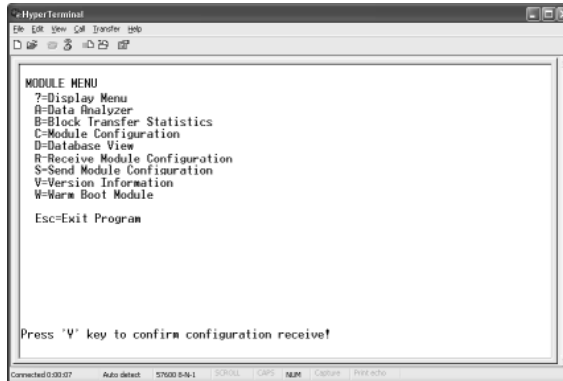 HyperTerminal
File Edit View Call Transfer Help
MODULE MENU
?=Display Menu
A=Data Analyzer
B=Block Transfer Statistics
C=Module Configuration
D=Database View
R=Receive Module Configuration
S=Send Module Configuration
V=Version Information
W=Warm Boot Module
Esc=Exit Program
Press 'Y' key to confirm configuration receive!
Connected 0:00:07 Auto detect 57600 8-N-1 SCROLL CAPS NUM Capture Print echo